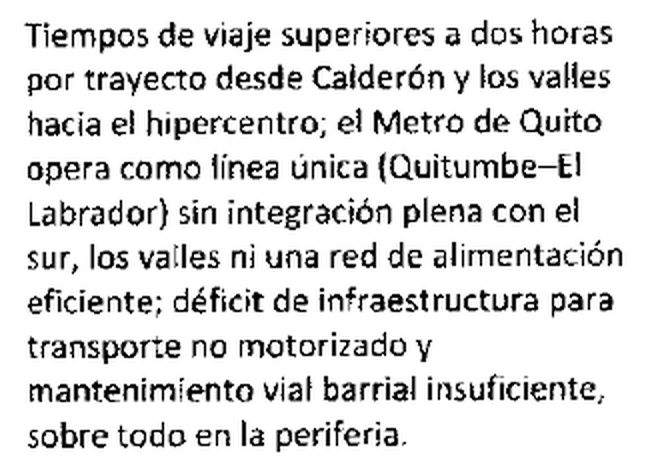 Tiempos de viaje superiores a dos horas
por trayecto desde Calderón y los valles
hacia el hipercentro; el Metro de Quito
opera como línea única (Quitumbe–El
Labrador) sin integración plena con el
sur, los valles ni una red de alimentación
eficiente; déficit de infraestructura para
transporte no motorizado y
mantenimiento vial barrial insuficiente,
sobre todo en la periferia.